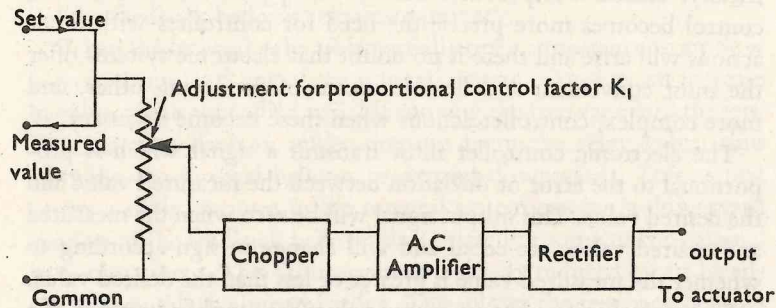 Set value
Adjustment for proportional control factor K₁
Measured
value
Chopper
A.C.
Amplifier
Rectifier
output
Common
To actuator